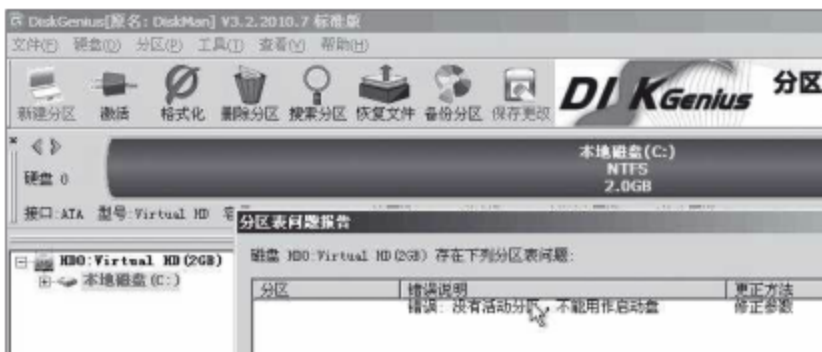 DiskGenius[原名: DiskMan] V3.2.2010.7 标准版
文件(F) 硬盘(D) 分区(P) 工具(T) 查看(V) 帮助(H)
新建分区 激活 格式化 删除分区 搜索分区 恢复文件 备份分区 保存更改
DISKGenius 分区
硬盘 0
本地磁盘(C:)
NTFS
2.0GB
接口:ATA 型号:Virtual HD
分区表问题报告
HD0:Virtual HD(2GB)
本地磁盘(C:)
磁盘 HD0:Virtual HD(2GB) 存在下列分区表问题:
分区 错误说明 更正方法
错误: 没有活动分区,不能用作启动盘 修正参数